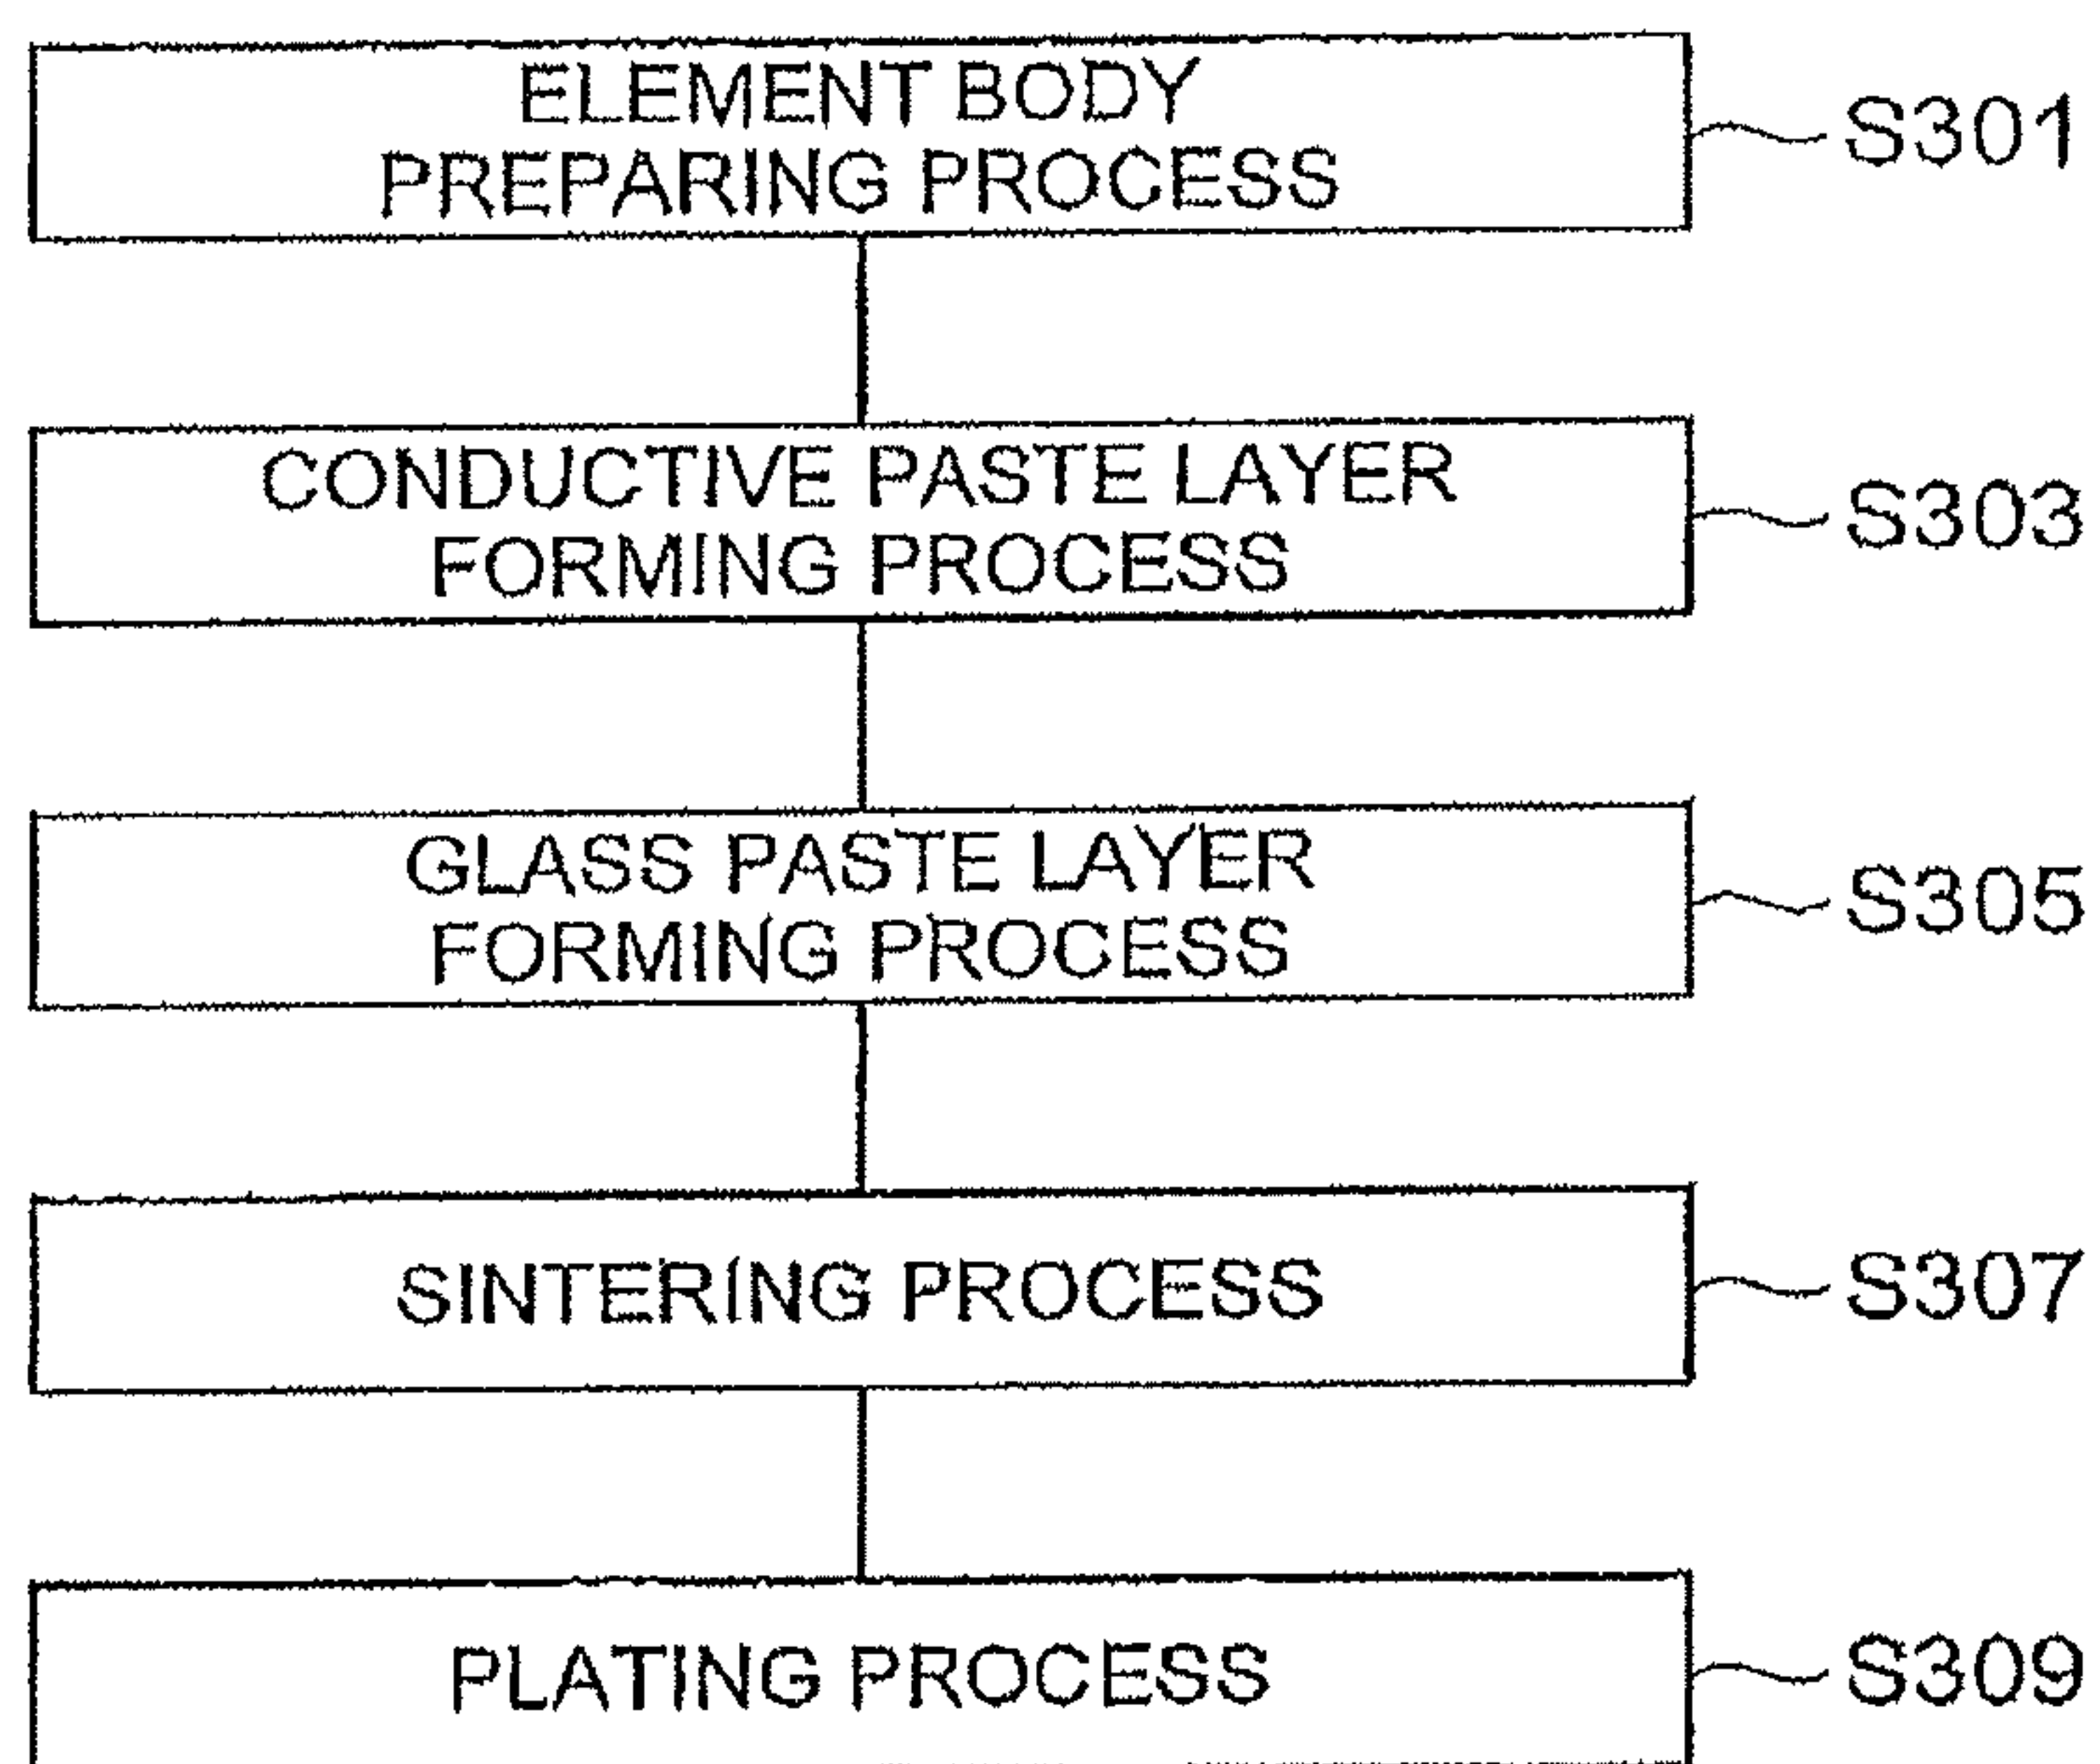 ELEMENT BODY
PREPARING PROCESS
S301
CONDUCTIVE PASTE LAYER
FORMING PROCESS
S303
GLASS PASTE LAYER
FORMING PROCESS
S305
SINTERING PROCESS
S307
PLATING PROCESS
S309